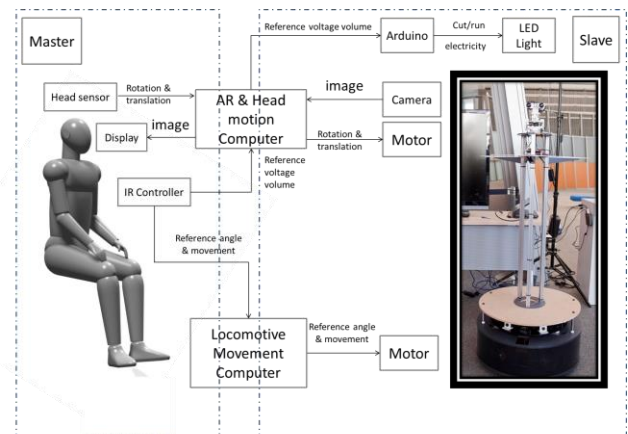 Master
Head sensor
Rotation &
translation
Display
image
IR Controller
Reference angle
& movement
AR & Head
motion
Computer
Reference
voltage
volume
Locomotive
Movement
Computer
Reference voltage volume
Arduino
Cut/run
electricity
LED
Light
Slave
image
Camera
Rotation &
translation
Motor
Reference angle
& movement
Motor